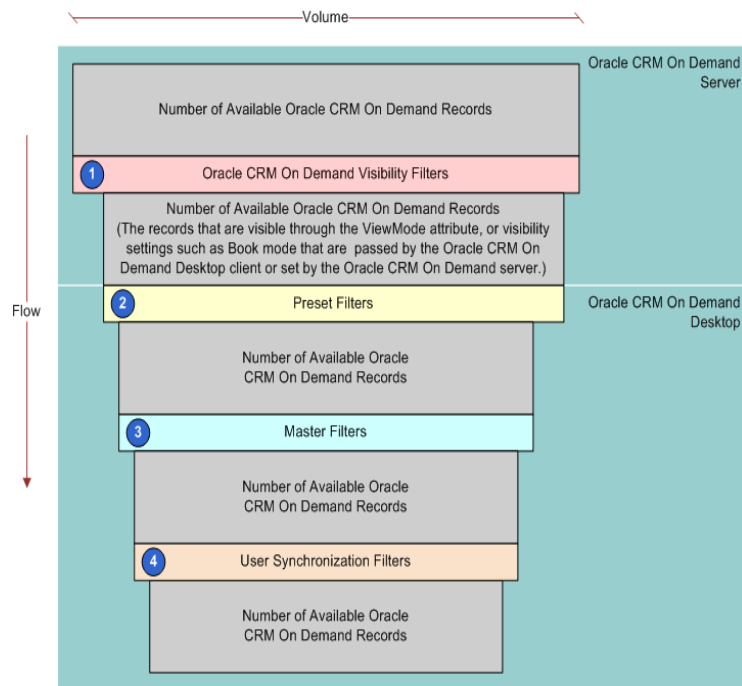 Volume
Oracle CRM On Demand
Server
Number of Available Oracle CRM On Demand Records
1
Oracle CRM On Demand Visibility Filters
Number of Available Oracle CRM On Demand Records
(The records that are visible through the ViewMode attribute, or visibility
settings such as Book mode that are passed by the Oracle CRM On
Demand Desktop client or set by the Oracle CRM On Demand server.)
Flow
2
Preset Filters
Oracle CRM On Demand
Desktop
Number of Available Oracle
CRM On Demand Records
3
Master Filters
Number of Available Oracle
CRM On Demand Records
4
User Synchronization Filters
Number of Available Oracle
CRM On Demand Records